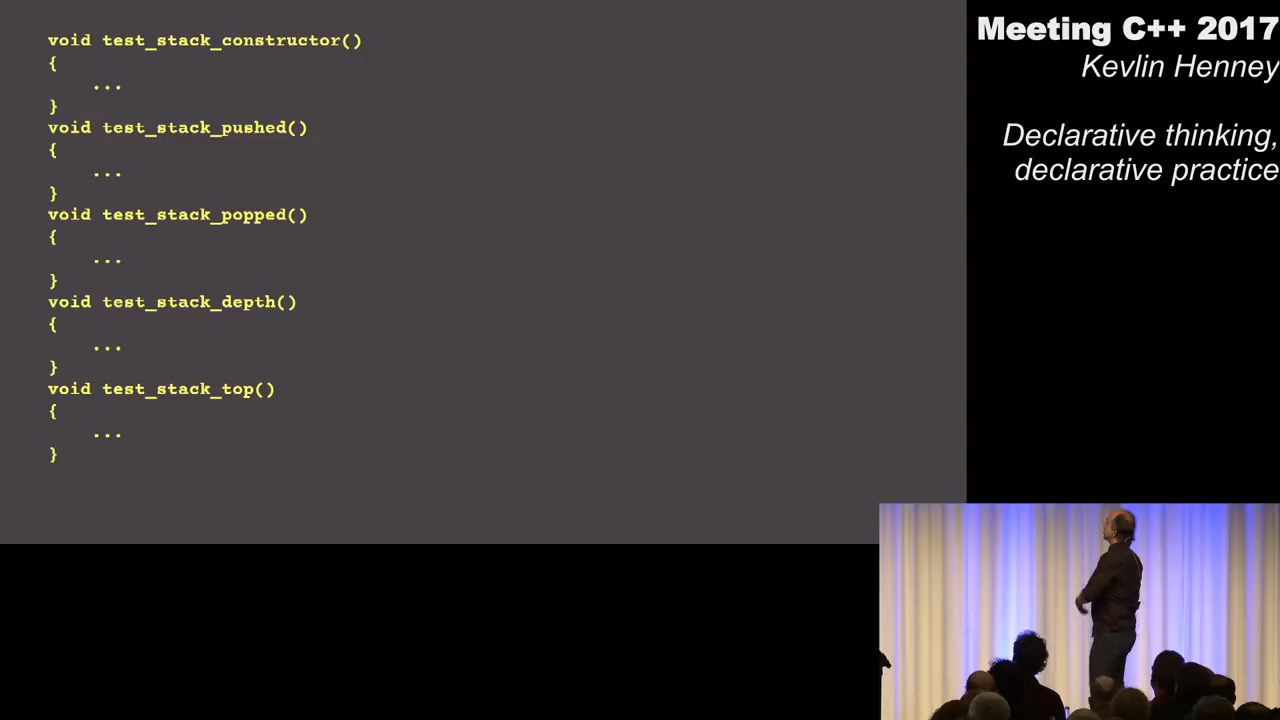 void test_stack_constructor()
{
    ...
}
void test_stack_pushed()
{
    ...
}
void test_stack_popped()
{
    ...
}
void test_stack_depth()
{
    ...
}
void test_stack_top()
{
    ...
}
Meeting C++ 2017
Kevlin Henney
Declarative thinking,
declarative practice